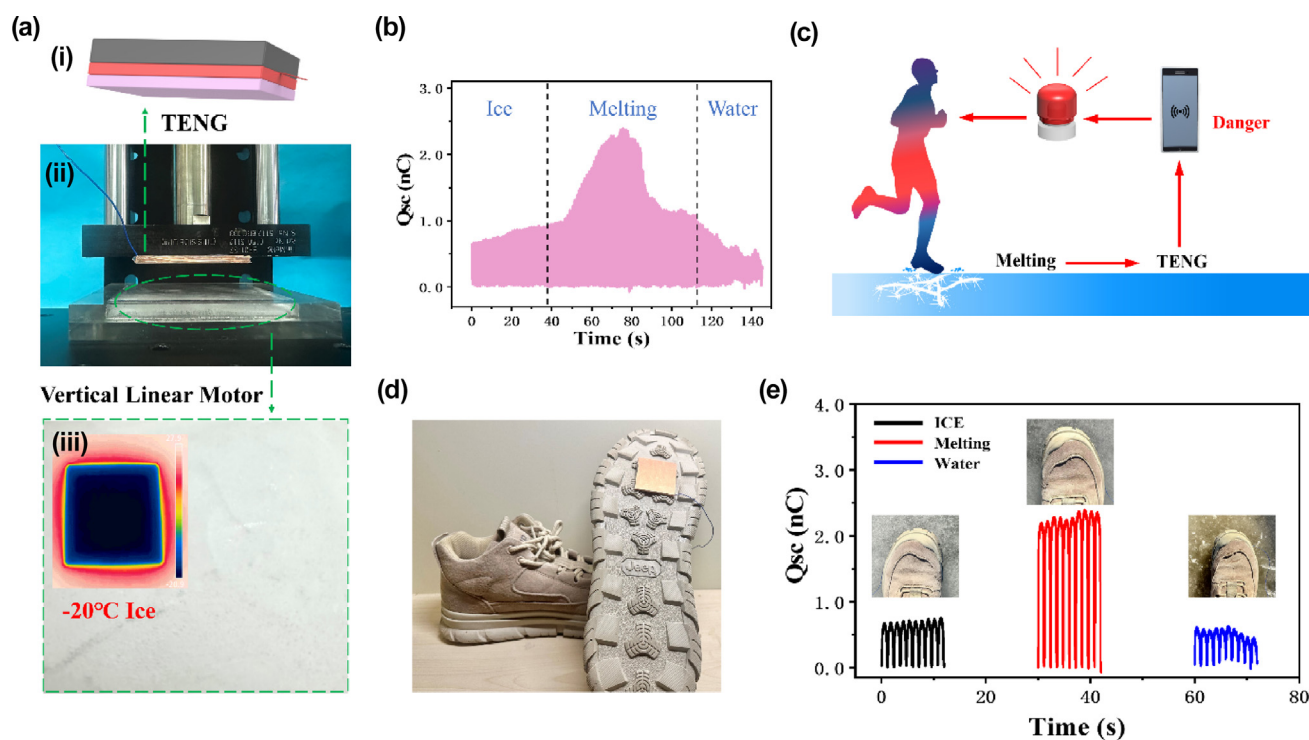 (a)
(i)
TENG
(ii)
Vertical Linear Motor
(iii)
-20℃ Ice
(b)
Ice Melting Water
Qsc (nC)
3.0
2.0
1.0
0.0
0 20 40 60 80 100 120 140
Time (s)
(c)
Danger
Melting TENG
(d)
Jeep
(e)
ICE
Melting
Water
Qsc (nC)
4.0
3.0
2.0
1.0
0.0
0 20 40 60 80
Time (s)